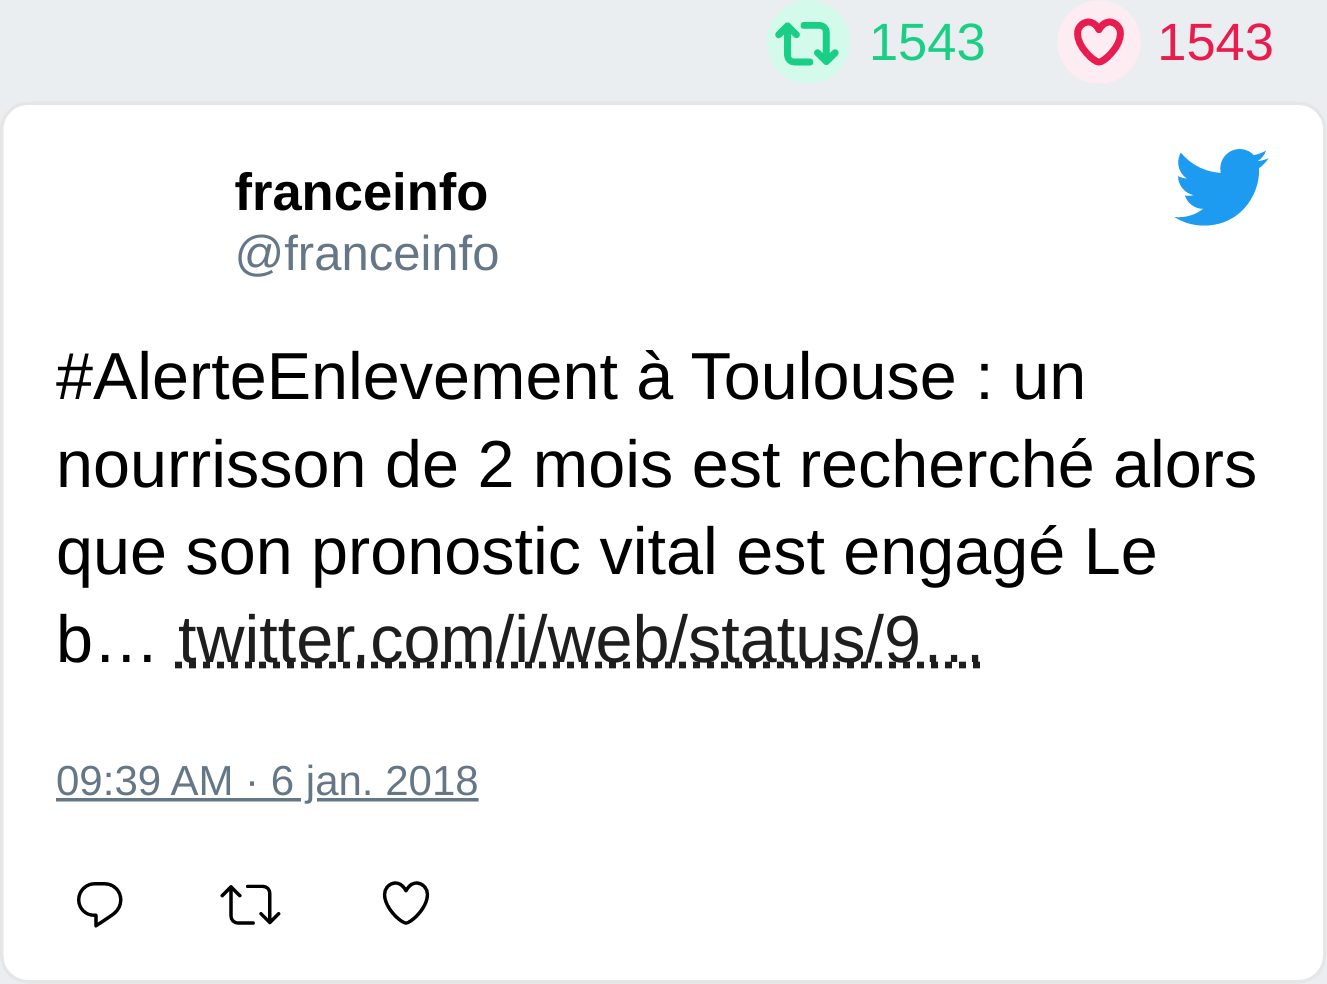 1543 1543
franceinfo
@franceinfo
#AlerteEnlevement à Toulouse : un
nourrisson de 2 mois est recherché alors
que son pronostic vital est engagé Le
b… twitter.com/i/web/status/9…
09:39 AM · 6 jan. 2018